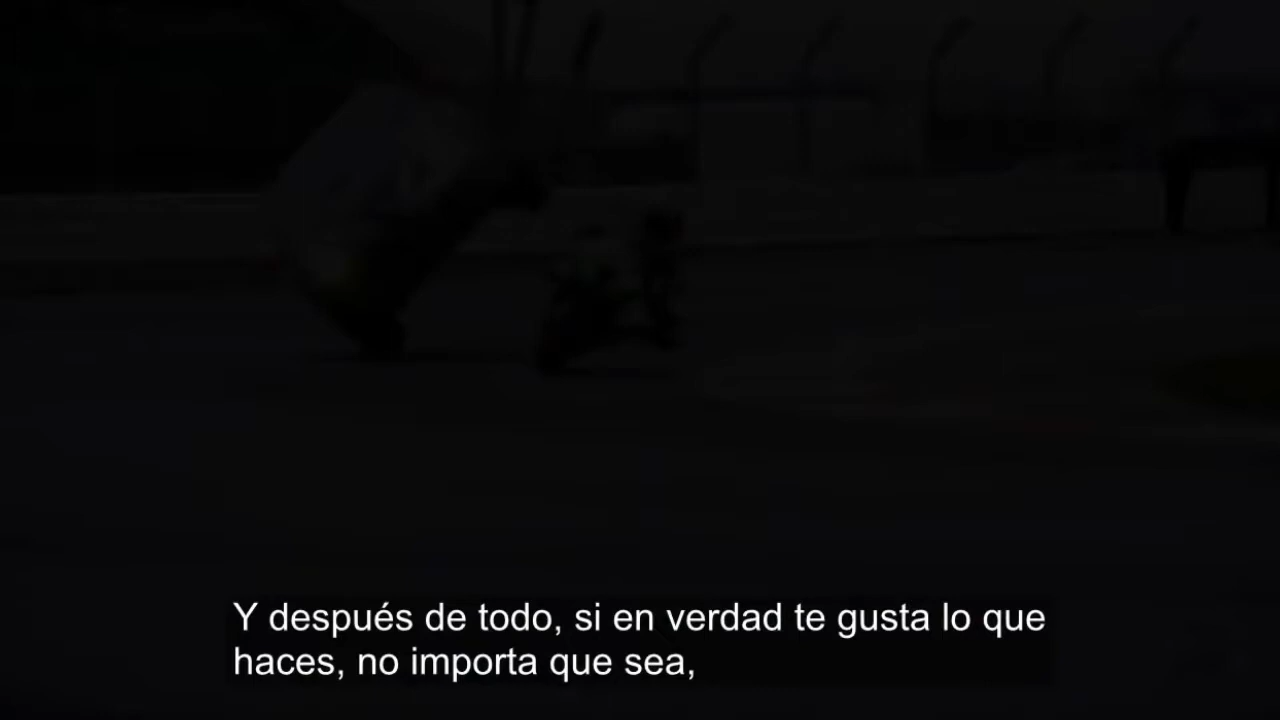 Y después de todo, si en verdad te gusta lo que
haces, no importa que sea,